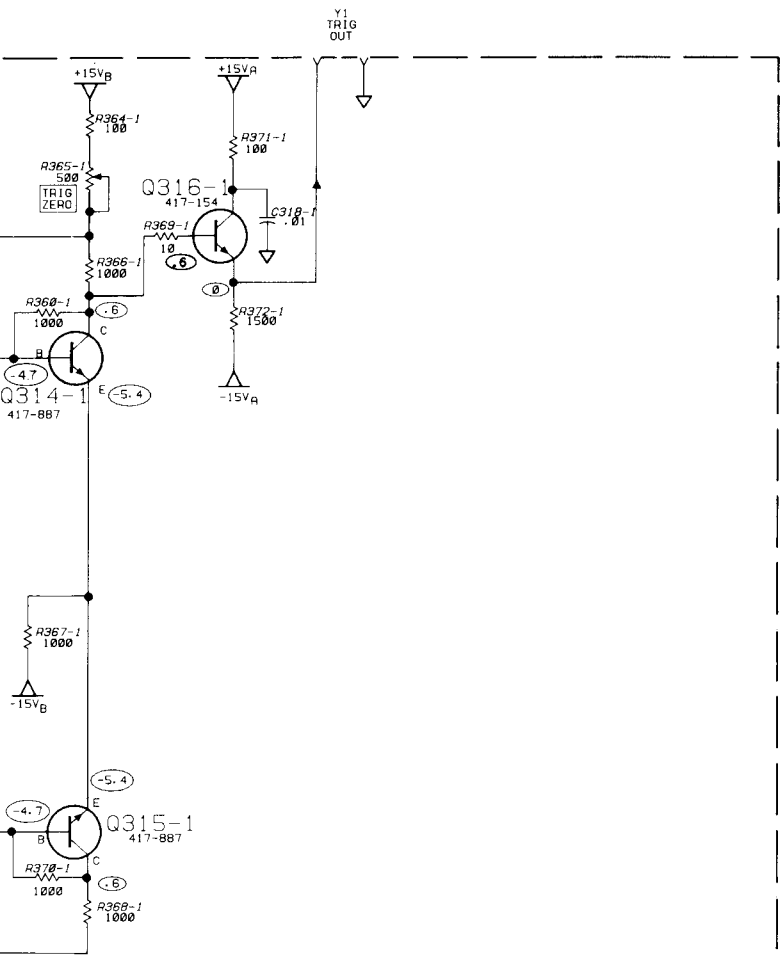 Y1
TRIG
OUT
+15VB
+15VA
R364-1
100
R371-1
100
R365-1
500
TRIG
ZERO
Q316-1
417-154
C318-1
.01
R369-1
10
.6
R366-1
1000
0
R360-1
1000
.6
R372-1
1500
C
B
-4.7
E
-5.4
-15VA
Q314-1
417-887
R367-1
1000
-15VB
-5.4
E
-4.7
Q315-1
417-887
B
C
R370-1
1000
.6
R368-1
1000